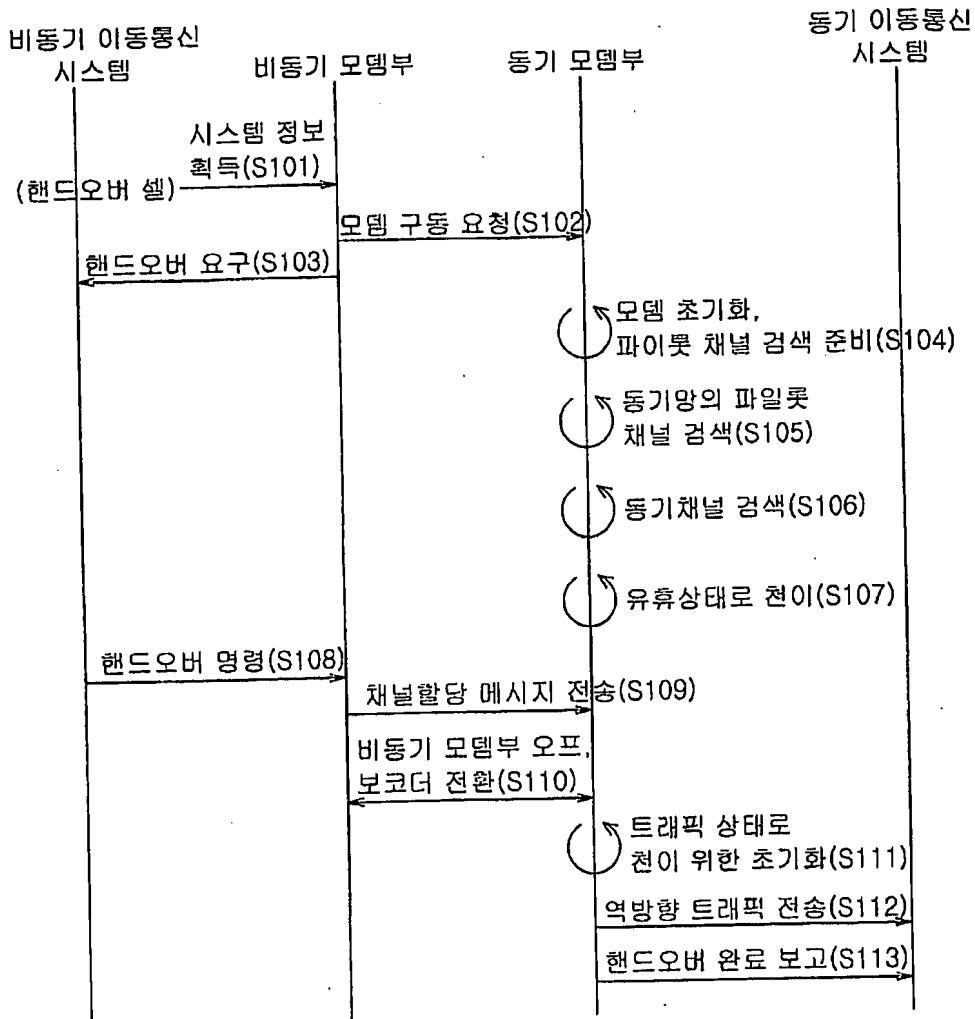 비동기 이동통신
시스템
비동기 모뎀부
동기 모뎀부
동기 이동통신
시스템
시스템 정보
획득(S101)
(핸드오버 셀)
모뎀 구동 요청(S102)
핸드오버 요구(S103)
모뎀 초기화,
파이롯 채널 검색 준비(S104)
동기망의 파일롯
채널 검색(S105)
동기채널 검색(S106)
유휴상태로 천이(S107)
핸드오버 명령(S108)
채널할당 메시지 전송(S109)
비동기 모뎀부 오프,
보코더 전환(S110)
트래픽 상태로
천이 위한 초기화(S111)
역방향 트래픽 전송(S112)
핸드오버 완료 보고(S113)